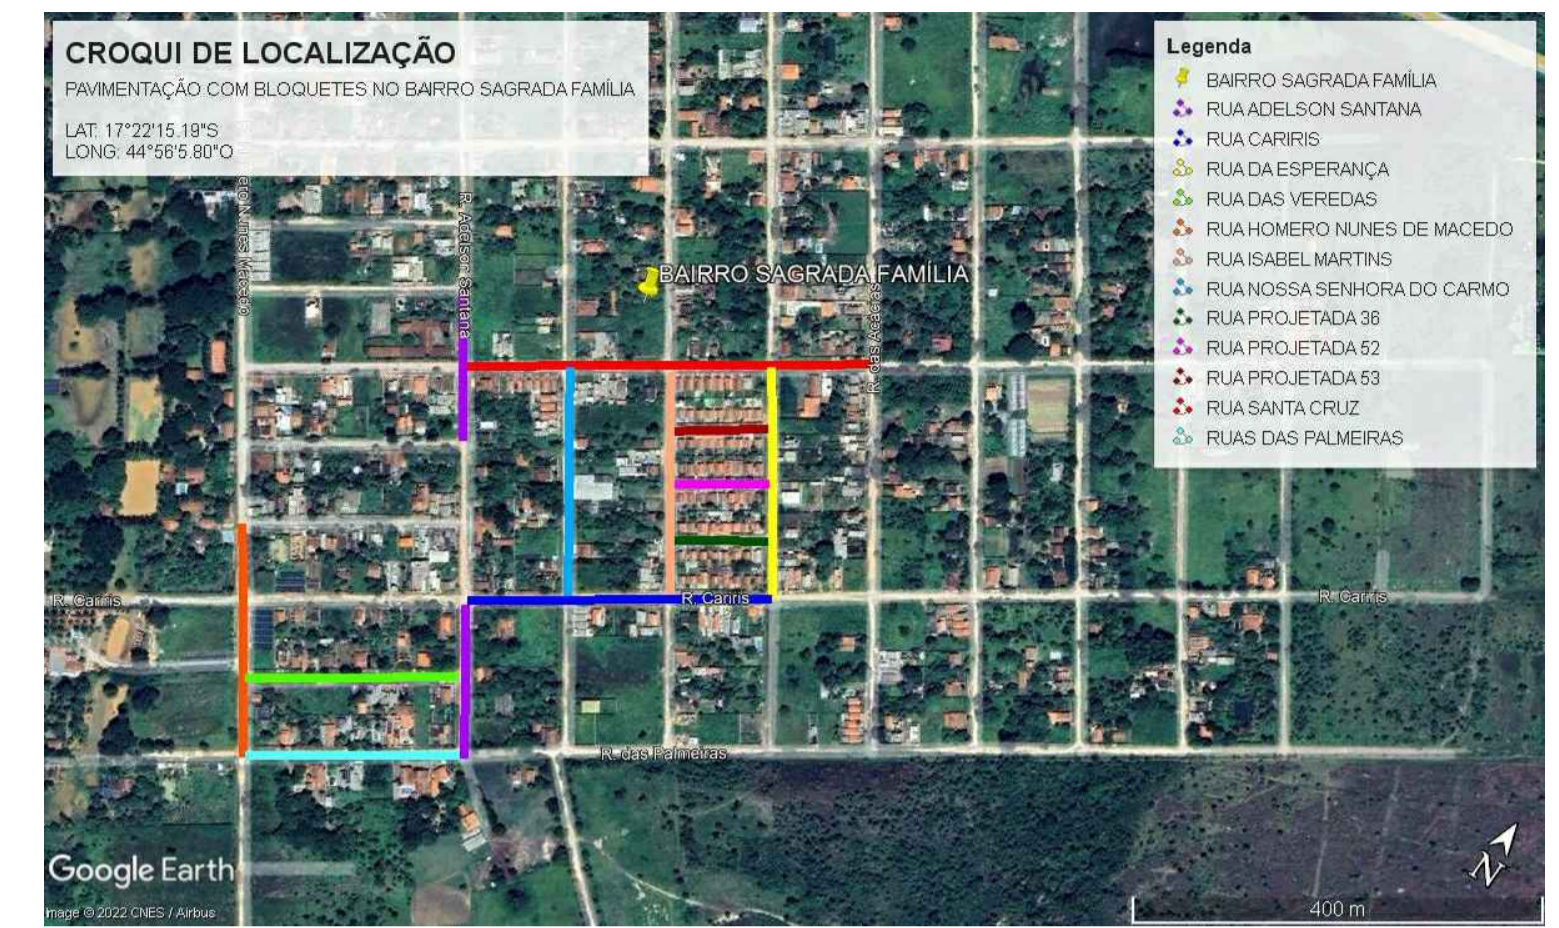 CROQUI DE LOCALIZAÇÃO
PAVIMENTAÇÃO COM BLOQUETES NO BAIRRO SAGRADA FAMÍLIA
LAT: 17°22'15.19"S
LONG: 44°56'5.80"O
Legenda
BAIRRO SAGRADA FAMÍLIA
RUA ADELSON SANTANA
RUA CARIRIS
RUA DA ESPERANÇA
RUA DAS VEREDAS
RUA HOMERO NUNES DE MACEDO
RUA ISABEL MARTINS
RUA NOSSA SENHORA DO CARMO
RUA PROJETADA 36
RUA PROJETADA 52
RUA PROJETADA 53
RUA SANTA CRUZ
RUAS DAS PALMEIRAS
R. Adelson Santana
BAIRRO SAGRADA FAMÍLIA
R. das Acácias
R. Cariris
R. Cariris
R. Cariris
R. das Palmeiras
Google Earth
Image © 2022 CNES / Airbus
N
400 m